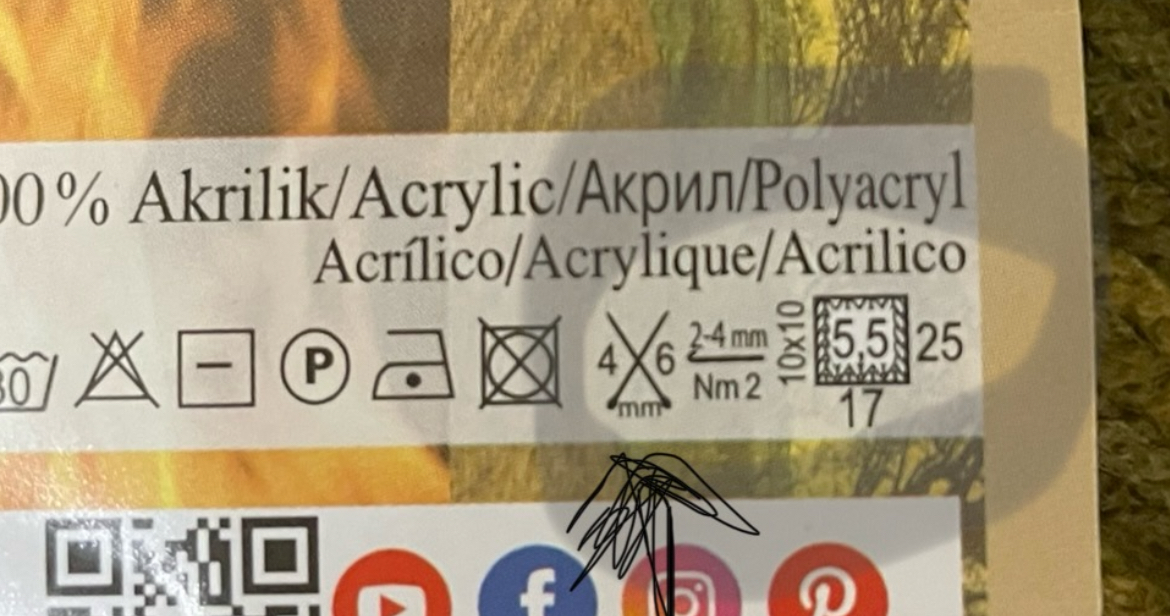 00% Akrilik/Acrylic/Акрил/Polyacryl
Acrílico/Acrylique/Acrilico
30 P 4 6 mm 2-4 mm Nm 2 10x10 5,5 25
17